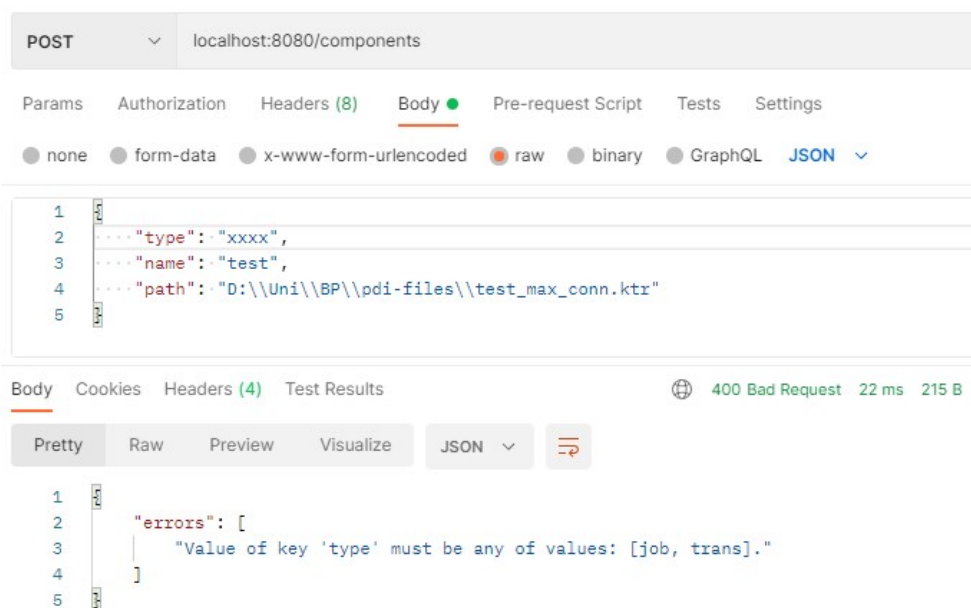 POST localhost:8080/components
Params Authorization Headers (8) Body Pre-request Script Tests Settings
none form-data x-www-form-urlencoded raw binary GraphQL JSON
1 {
2 "type": "xxxx",
3 "name": "test",
4 "path": "D:\\Uni\\BP\\pdi-files\\test_max_conn.ktr"
5 }
Body Cookies Headers (4) Test Results 400 Bad Request 22 ms 215 B
Pretty Raw Preview Visualize JSON
1 {
2 "errors": [
3 "Value of key 'type' must be any of values: [job, trans]."
4 ]
5 }